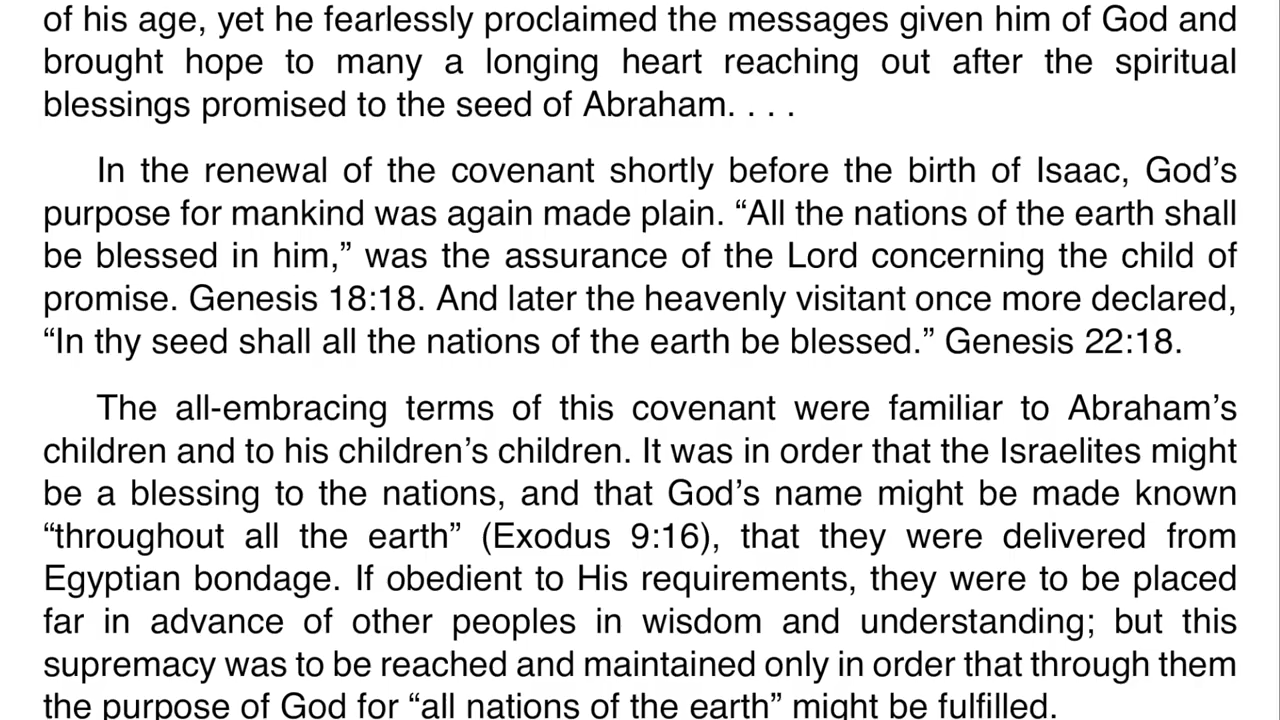 of his age, yet he fearlessly proclaimed the messages given him of God and
brought hope to many a longing heart reaching out after the spiritual
blessings promised to the seed of Abraham. . . .
In the renewal of the covenant shortly before the birth of Isaac, God’s
purpose for mankind was again made plain. “All the nations of the earth shall
be blessed in him,” was the assurance of the Lord concerning the child of
promise. Genesis 18:18. And later the heavenly visitant once more declared,
“In thy seed shall all the nations of the earth be blessed.” Genesis 22:18.
The all-embracing terms of this covenant were familiar to Abraham’s
children and to his children’s children. It was in order that the Israelites might
be a blessing to the nations, and that God’s name might be made known
“throughout all the earth” (Exodus 9:16), that they were delivered from
Egyptian bondage. If obedient to His requirements, they were to be placed
far in advance of other peoples in wisdom and understanding; but this
supremacy was to be reached and maintained only in order that through them
the purpose of God for “all nations of the earth” might be fulfilled.